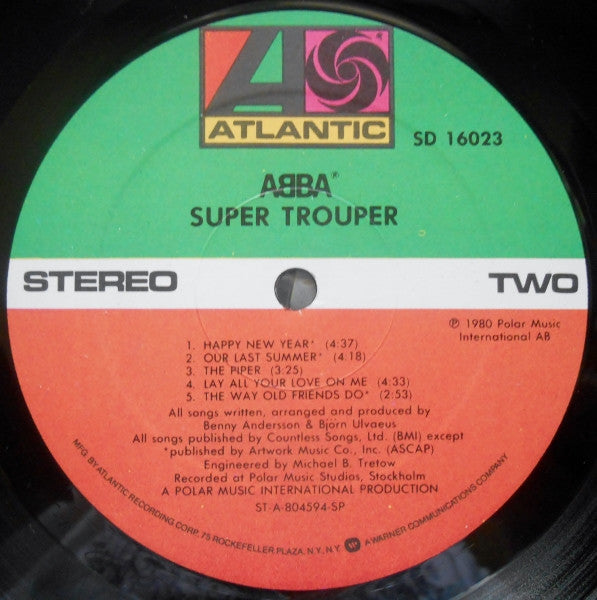 ATLANTIC
SD 16023
ABBA®
SUPER TROUPER
STEREO
TWO
℗ 1980 Polar Music
International AB
1. HAPPY NEW YEAR* (4:37)
2. OUR LAST SUMMER* (4:18)
3. THE PIPER (3:25)
4. LAY ALL YOUR LOVE ON ME (4:33)
5. THE WAY OLD FRIENDS DO* (2:53)
All songs written, arranged and produced by
Benny Andersson & Björn Ulvaeus
All songs published by Countless Songs, Ltd. (BMI) except
*published by Artwork Music Co., Inc. (ASCAP)
Engineered by Michael B. Tretow
Recorded at Polar Music Studios, Stockholm
A POLAR MUSIC INTERNATIONAL PRODUCTION
ST-A-804594-SP
MFG. BY ATLANTIC RECORDING CORP., 75 ROCKEFELLER PLAZA, N.Y., N.Y. A WARNER COMMUNICATIONS COMPANY